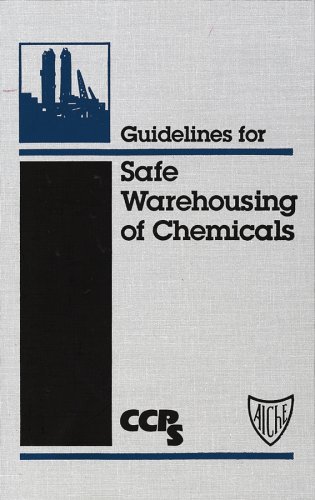 Guidelines for
Safe
Warehousing
of Chemicals
CCPS
AIChE